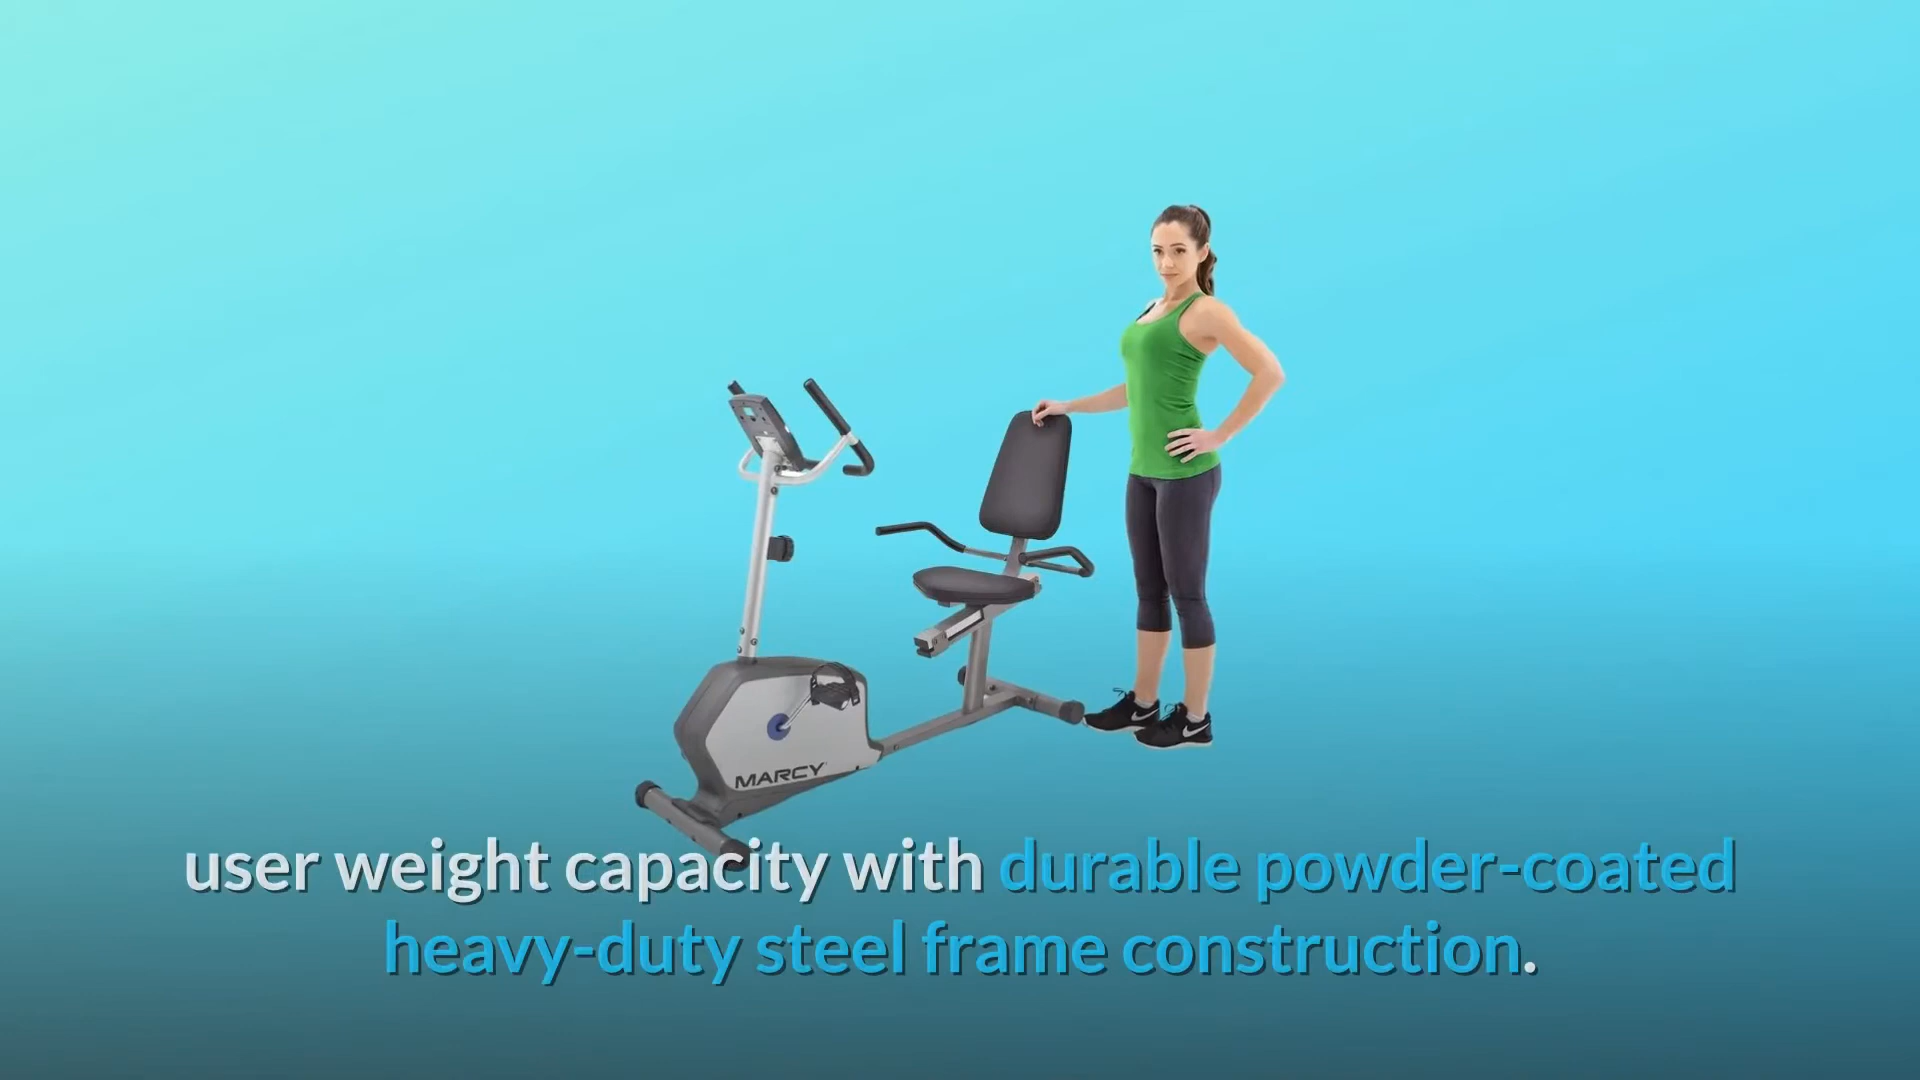 MARCY
user weight capacity with durable powder-coated
heavy-duty steel frame construction.